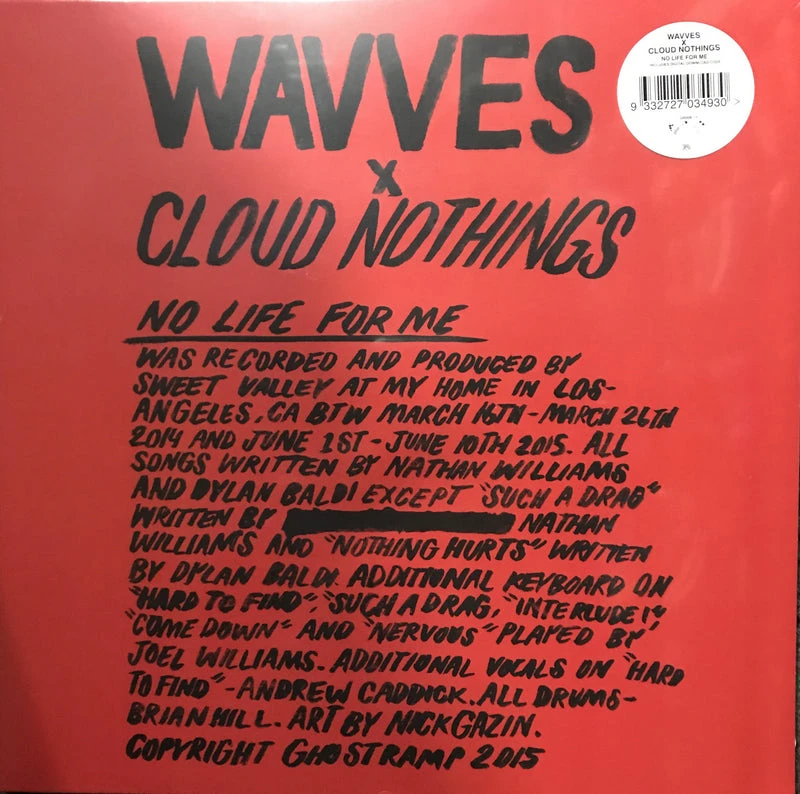 WAVVES
X
CLOUD NOTHINGS
NO LIFE FOR ME
WAS RECORDED AND PRODUCED BY
SWEET VALLEY AT MY HOME IN LOS-
ANGELES, CA BTW MARCH 16TH - MARCH 26TH
2014 AND JUNE 1ST - JUNE 10TH 2015. ALL
SONGS WRITTEN BY NATHAN WILLIAMS
AND DYLAN BALDI EXCEPT "SUCH A DRAG"
WRITTEN BY NATHAN
WILLIAMS AND "NOTHING HURTS" WRITTEN
BY DYLAN BALDI. ADDITIONAL KEYBOARD ON
"HARD TO FIND", "SUCH A DRAG, "INTERLUDE I",
"COME DOWN" AND "NERVOUS" PLAYED BY
JOEL WILLIAMS. ADDITIONAL VOCALS ON "HARD
TO FIND" - ANDREW CADDICK. ALL DRUMS -
BRIAN HILL. ART BY NICK GAZIN.
COPYRIGHT GHOSTRAMP 2015
WAVVES
X
CLOUD NOTHINGS
NO LIFE FOR ME
INCLUDES DIGITAL DOWNLOAD CODE
9 332727 034930 >